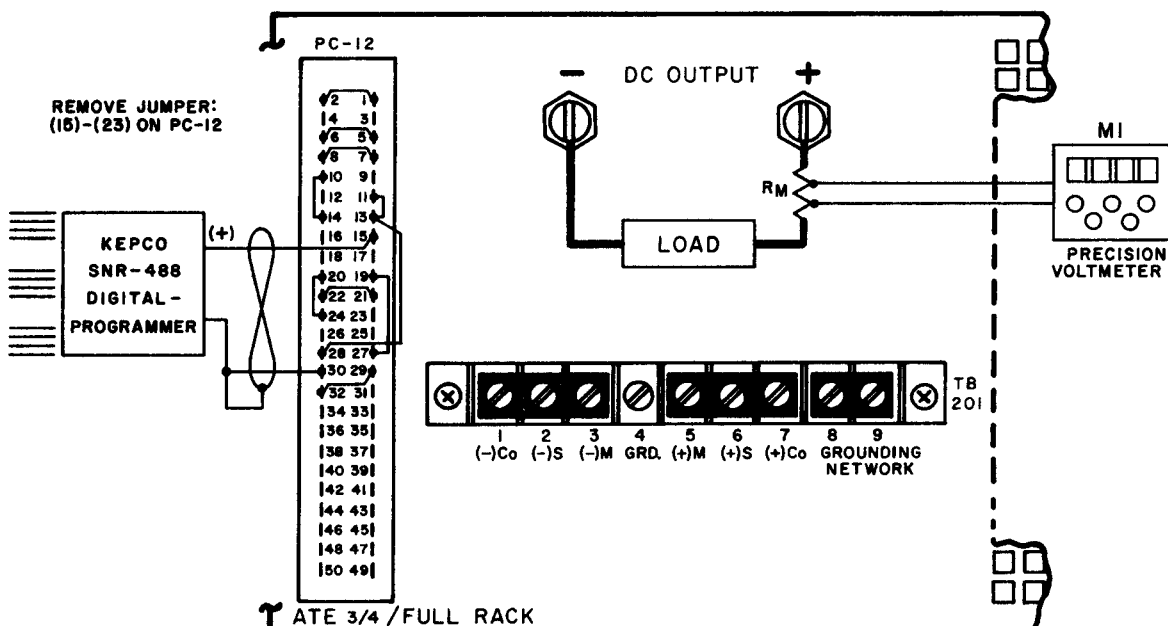 PC-12
REMOVE JUMPER:
(15)-(23) ON PC-12
KEPCO
SNR-488
DIGITAL-
PROGRAMMER
(+)
2 1
4 3
6 5
8 7
10 9
12 11
14 13
16 15
18 17
20 19
22 21
24 23
26 25
28 27
30 29
32 31
34 33
36 35
38 37
40 39
42 41
44 43
46 45
48 47
50 49
ATE 3/4 / FULL RACK
- DC OUTPUT +
RM
LOAD
M1
PRECISION
VOLTMETER
TB
201
1 2 3 4 5 6 7 8 9
(-)Co (-)S (-)M GRD. (+)M (+)S (+)Co GROUNDING
NETWORK